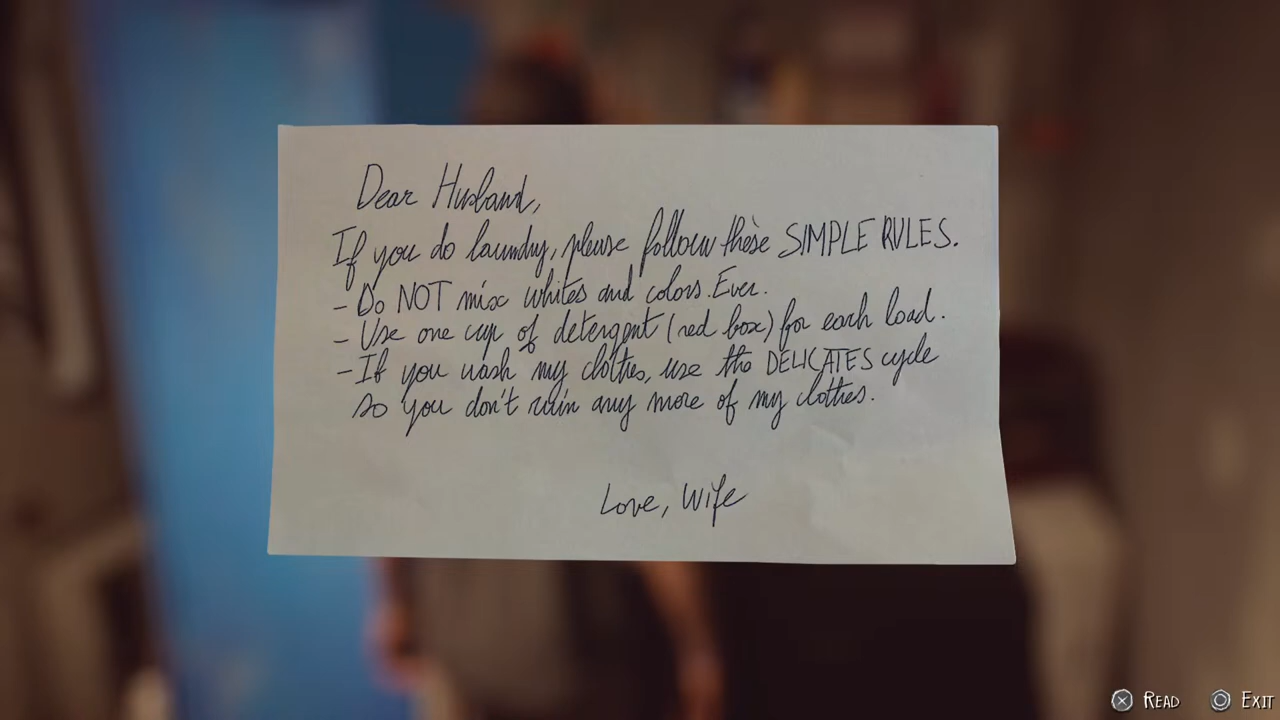 Dear Husband,
If you do laundry, please follow these SIMPLE RULES.
- Do NOT mix whites and colors. Ever.
- Use one cup of detergent (red box) for each load.
- If you wash my clothes, use the DELICATES cycle
so you don't ruin any more of my clothes.
Love, Wife
READ EXIT